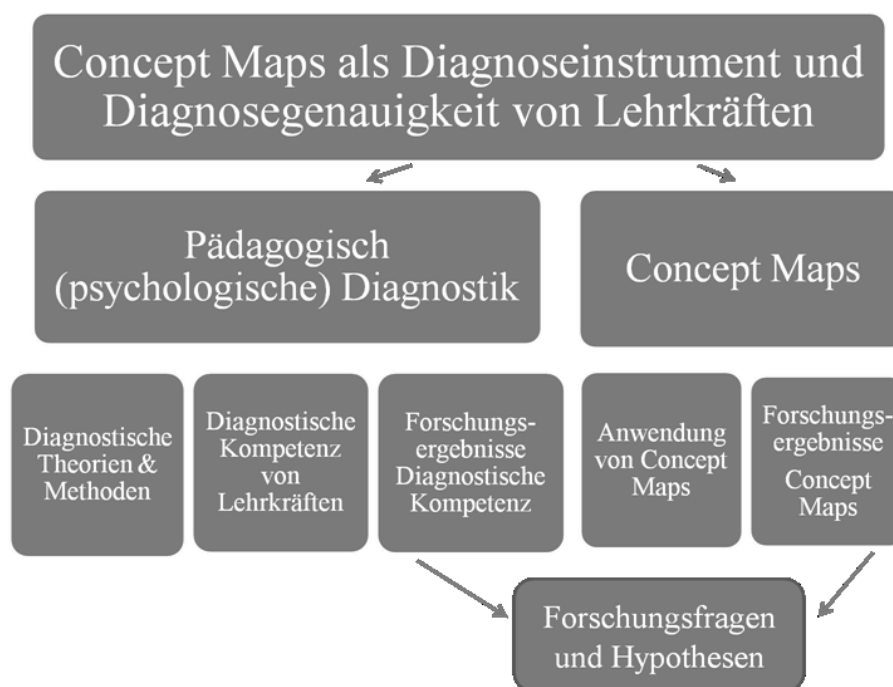 Concept Maps als Diagnoseinstrument und
Diagnosegenauigkeit von Lehrkräften
Pädagogisch
(psychologische) Diagnostik
Concept Maps
Diagnostische
Theorien &
Methoden
Diagnostische
Kompetenz
von
Lehrkräften
Forschungs-
ergebnisse
Diagnostische
Kompetenz
Anwendung
von Concept
Maps
Forschungs-
ergebnisse
Concept
Maps
Forschungsfragen
und Hypothesen